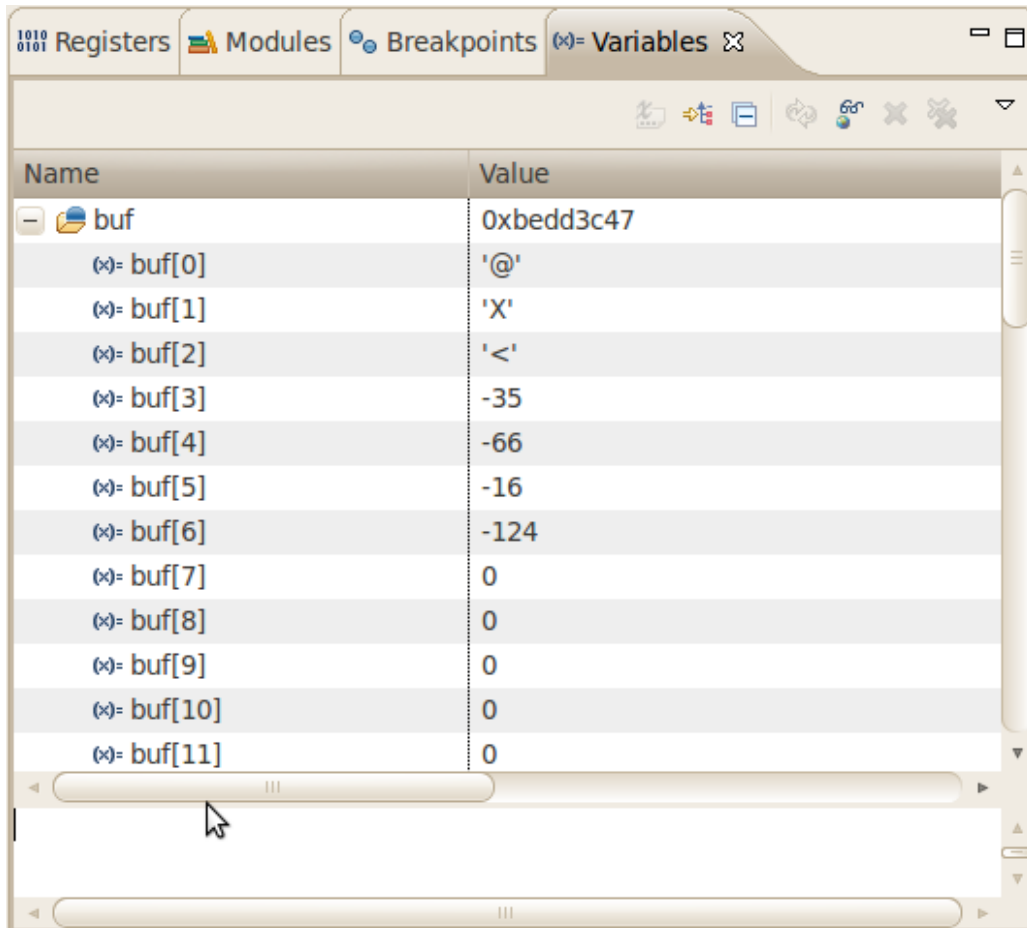 Registers Modules Breakpoints (x)= Variables
Name Value
buf 0xbedd3c47
(x)= buf[0] '@'
(x)= buf[1] 'X'
(x)= buf[2] '<'
(x)= buf[3] -35
(x)= buf[4] -66
(x)= buf[5] -16
(x)= buf[6] -124
(x)= buf[7] 0
(x)= buf[8] 0
(x)= buf[9] 0
(x)= buf[10] 0
(x)= buf[11] 0